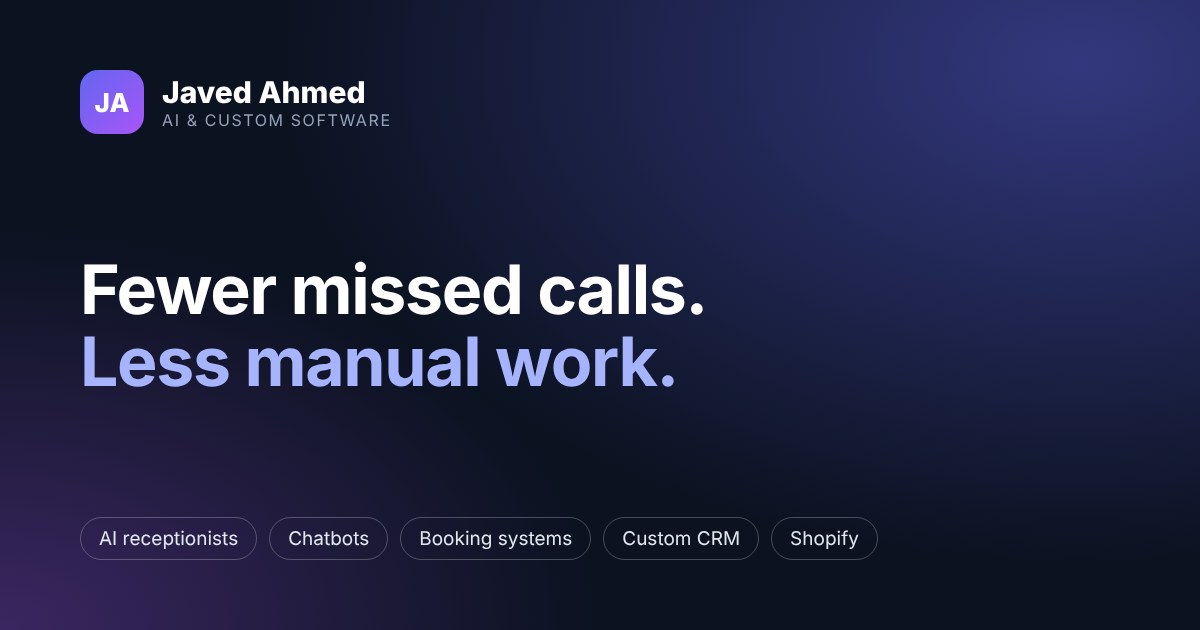 JA
Javed Ahmed
AI & CUSTOM SOFTWARE
Fewer missed calls.
Less manual work.
AI receptionists
Chatbots
Booking systems
Custom CRM
Shopify